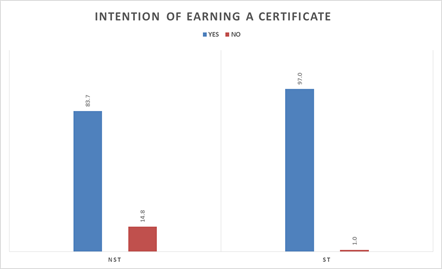 INTENTION OF EARNING A CERTIFICATE
YES NO
83.7
14.8
97.0
1.0
NST ST